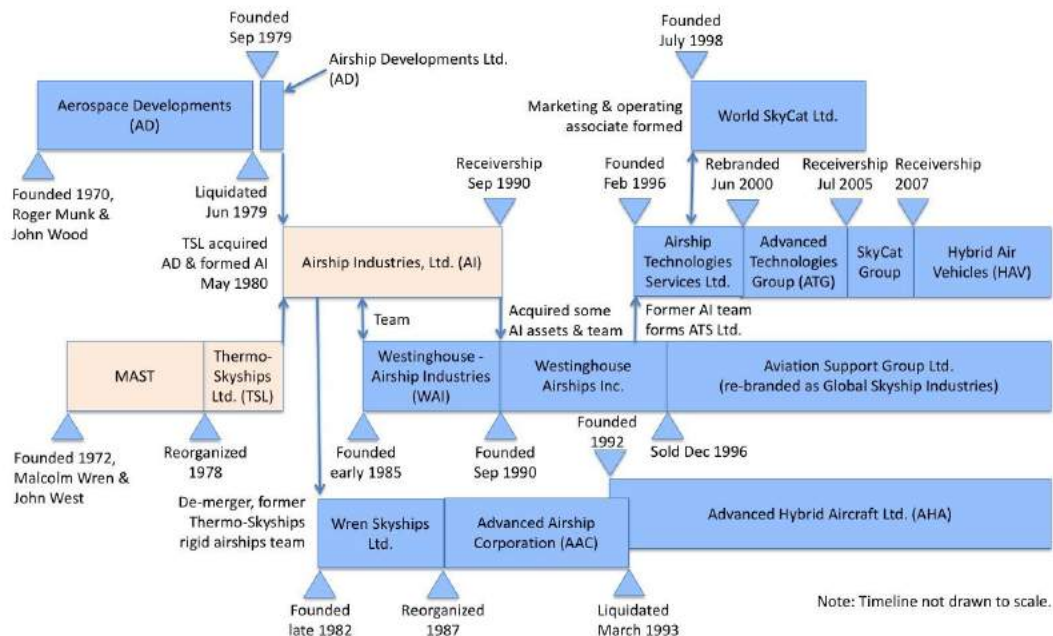 Founded
Sep 1979
Airship Developments Ltd.
(AD)
Founded
July 1998
Aerospace Developments
(AD)
Marketing & operating
associate formed
World SkyCat Ltd.
Founded 1970,
Roger Munk &
John Wood
Liquidated
Jun 1979
Receivership
Sep 1990
Founded
Feb 1996
Rebranded
Jun 2000
Receivership
Jul 2005
Receivership
2007
TSL acquired
AD & formed AI
May 1980
Airship Industries, Ltd. (AI)
Airship
Technologies
Services Ltd.
Advanced
Technologies
Group (ATG)
SkyCat
Group
Hybrid Air
Vehicles (HAV)
Team
Acquired some
AI assets & team
Former AI team
forms ATS Ltd.
MAST
Thermo-
Skyships
Ltd. (TSL)
Westinghouse -
Airship Industries
(WAI)
Westinghouse
Airships Inc.
Aviation Support Group Ltd.
(re-branded as Global Skyship Industries)
Founded 1972,
Malcolm Wren &
John West
Reorganized
1978
Founded
early 1985
Founded
Sep 1990
Founded
1992
Sold Dec 1996
De-merger, former
Thermo-Skyships
rigid airships team
Wren Skyships
Ltd.
Advanced Airship
Corporation (AAC)
Advanced Hybrid Aircraft Ltd. (AHA)
Founded
late 1982
Reorganized
1987
Liquidated
March 1993
Note: Timeline not drawn to scale.